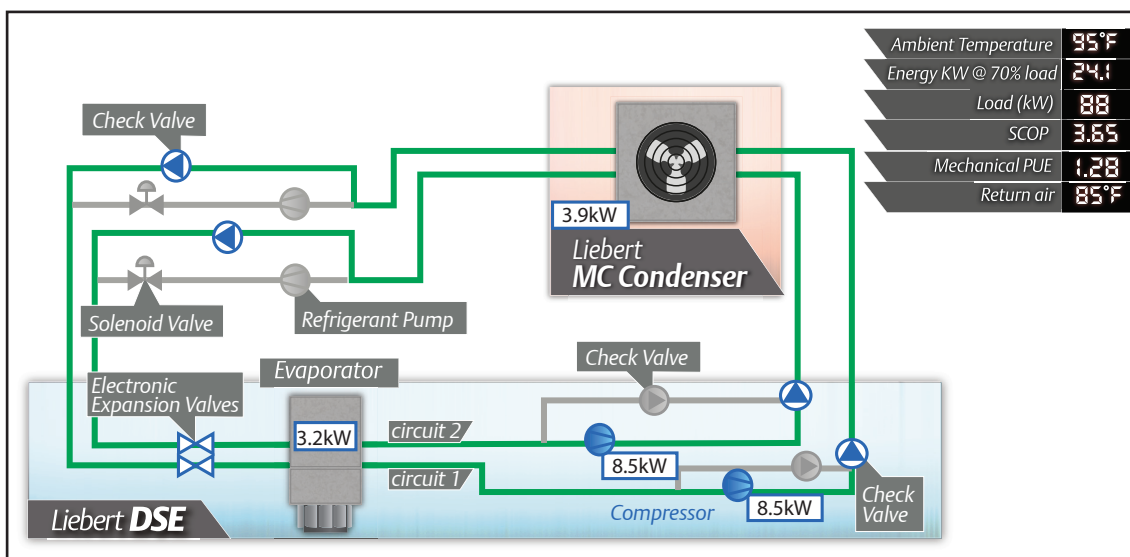 Ambient Temperature 95°F
Energy KW @ 70% load 24.1
Load (kW) 88
SCOP 3.65
Mechanical PUE 1.28
Return air 85°F
Check Valve
3.9kW
Liebert
MC Condenser
Solenoid Valve
Refrigerant Pump
Check Valve
Evaporator
Electronic
Expansion Valves
3.2kW
circuit 2
circuit 1
8.5kW
8.5kW
Compressor
Check
Valve
Liebert DSE